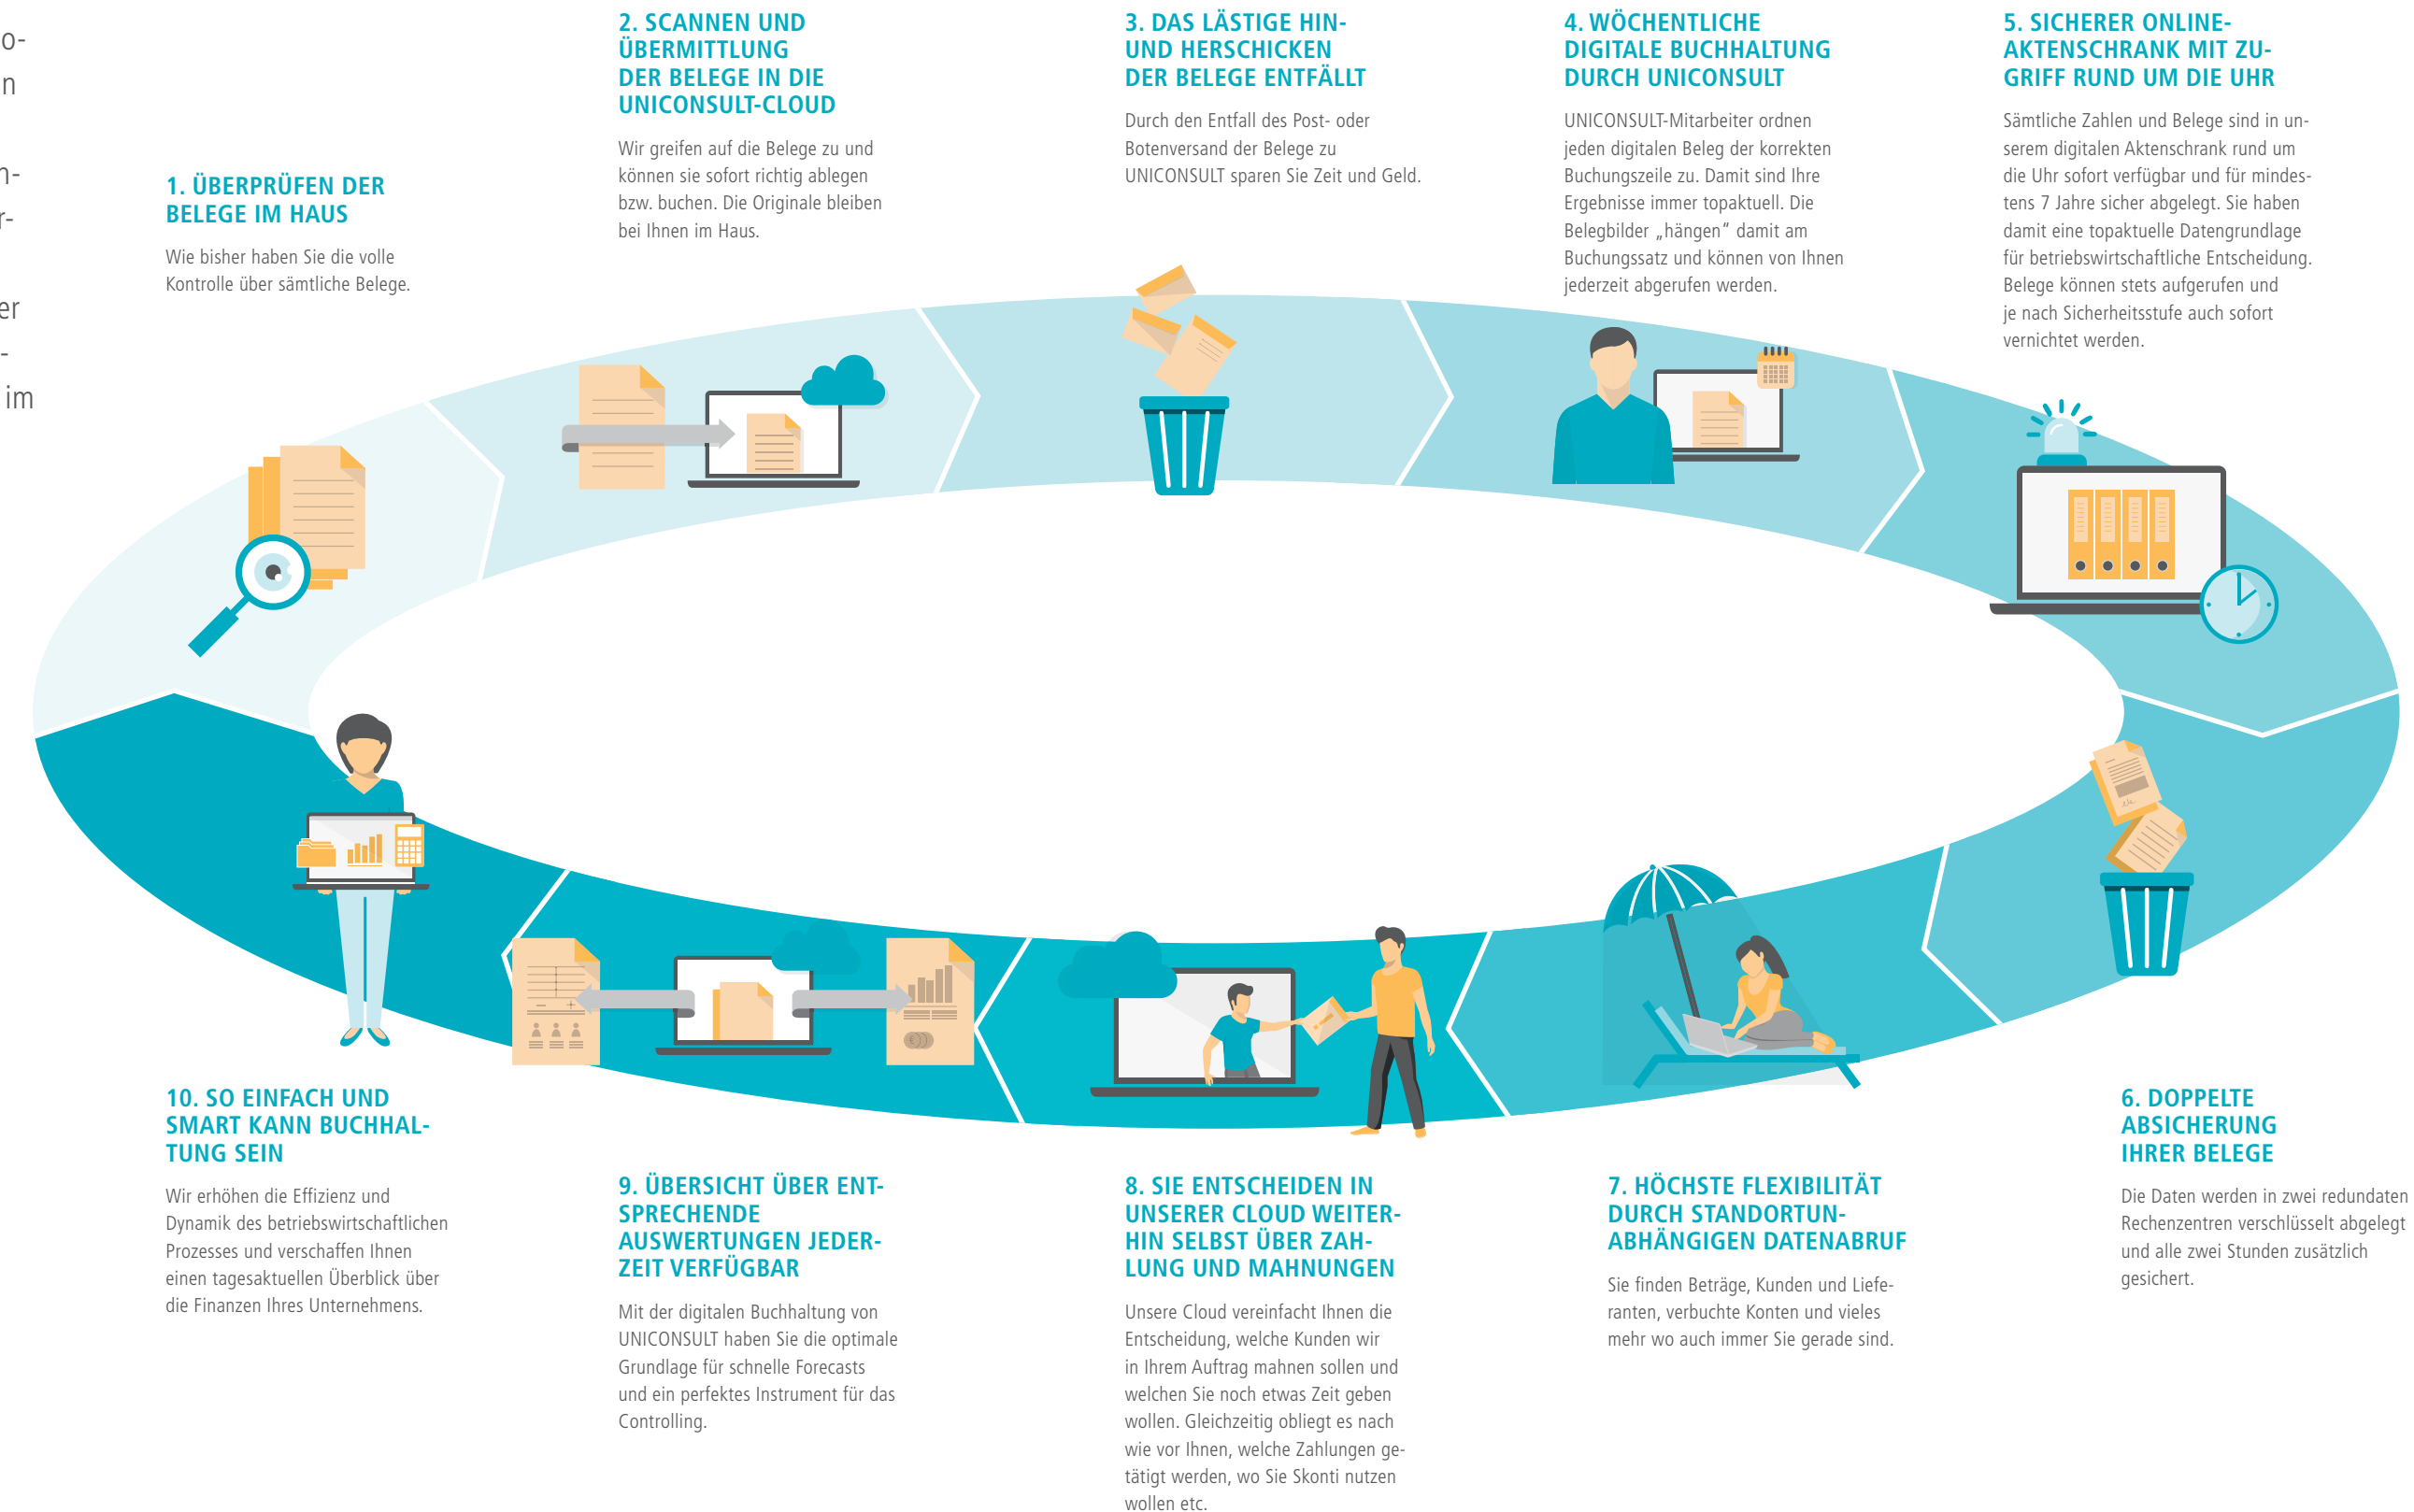 o-
n
n-
r-
er
-
im
1. ÜBERPRÜFEN DER
BELEGE IM HAUS
Wie bisher haben Sie die volle
Kontrolle über sämtliche Belege.
2. SCANNEN UND
ÜBERMITTLUNG
DER BELEGE IN DIE
UNICONSULT-CLOUD
Wir greifen auf die Belege zu und
können sie sofort richtig ablegen
bzw. buchen. Die Originale bleiben
bei Ihnen im Haus.
3. DAS LÄSTIGE HIN-
UND HERSCHICKEN
DER BELEGE ENTFÄLLT
Durch den Entfall des Post- oder
Botenversand der Belege zu
UNICONSULT sparen Sie Zeit und Geld.
4. WÖCHENTLICHE
DIGITALE BUCHHALTUNG
DURCH UNICONSULT
UNICONSULT-Mitarbeiter ordnen
jeden digitalen Beleg der korrekten
Buchungszeile zu. Damit sind Ihre
Ergebnisse immer topaktuell. Die
Belegbilder „hängen“ damit am
Buchungssatz und können von Ihnen
jederzeit abgerufen werden.
5. SICHERER ONLINE-
AKTENSCHRANK MIT ZU-
GRIFF RUND UM DIE UHR
Sämtliche Zahlen und Belege sind in un-
serem digitalen Aktenschrank rund um
die Uhr sofort verfügbar und für mindes-
tens 7 Jahre sicher abgelegt. Sie haben
damit eine topaktuelle Datengrundlage
für betriebswirtschaftliche Entscheidung.
Belege können stets aufgerufen und
je nach Sicherheitsstufe auch sofort
vernichtet werden.
6. DOPPELTE
ABSICHERUNG
IHRER BELEGE
Die Daten werden in zwei redundaten
Rechenzentren verschlüsselt abgelegt
und alle zwei Stunden zusätzlich
gesichert.
7. HÖCHSTE FLEXIBILITÄT
DURCH STANDORTUN-
ABHÄNGIGEN DATENABRUF
Sie finden Beträge, Kunden und Liefe-
ranten, verbuchte Konten und vieles
mehr wo auch immer Sie gerade sind.
8. SIE ENTSCHEIDEN IN
UNSERER CLOUD WEITER-
HIN SELBST ÜBER ZAH-
LUNG UND MAHNUNGEN
Unsere Cloud vereinfacht Ihnen die
Entscheidung, welche Kunden wir
in Ihrem Auftrag mahnen sollen und
welchen Sie noch etwas Zeit geben
wollen. Gleichzeitig obliegt es nach
wie vor Ihnen, welche Zahlungen ge-
tätigt werden, wo Sie Skonti nutzen
wollen etc.
9. ÜBERSICHT ÜBER ENT-
SPRECHENDE
AUSWERTUNGEN JEDER-
ZEIT VERFÜGBAR
Mit der digitalen Buchhaltung von
UNICONSULT haben Sie die optimale
Grundlage für schnelle Forecasts
und ein perfektes Instrument für das
Controlling.
10. SO EINFACH UND
SMART KANN BUCHHAL-
TUNG SEIN
Wir erhöhen die Effizienz und
Dynamik des betriebswirtschaftlichen
Prozesses und verschaffen Ihnen
einen tagesaktuellen Überblick über
die Finanzen Ihres Unternehmens.